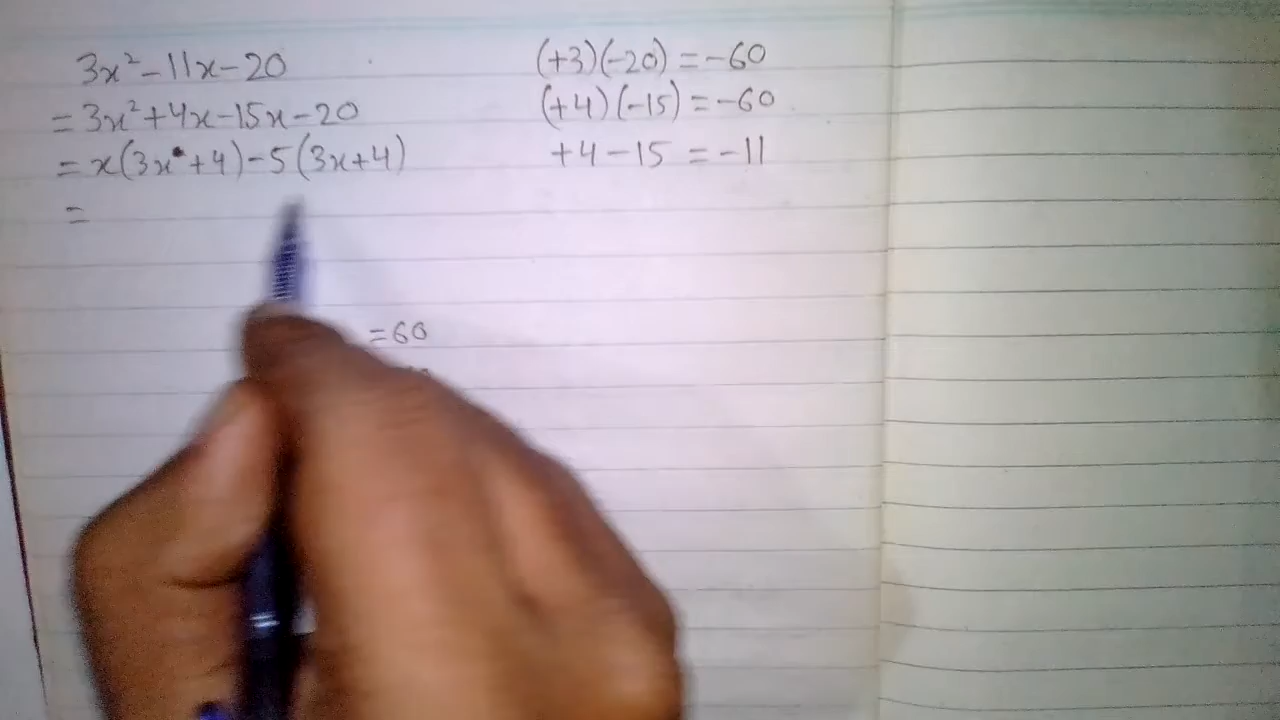 3x² - 11x - 20
= 3x² + 4x - 15x - 20
= x(3x + 4) - 5(3x + 4)
=
(+3)(-20) = -60
(+4)(-15) = -60
+4 - 15 = -11
= 60